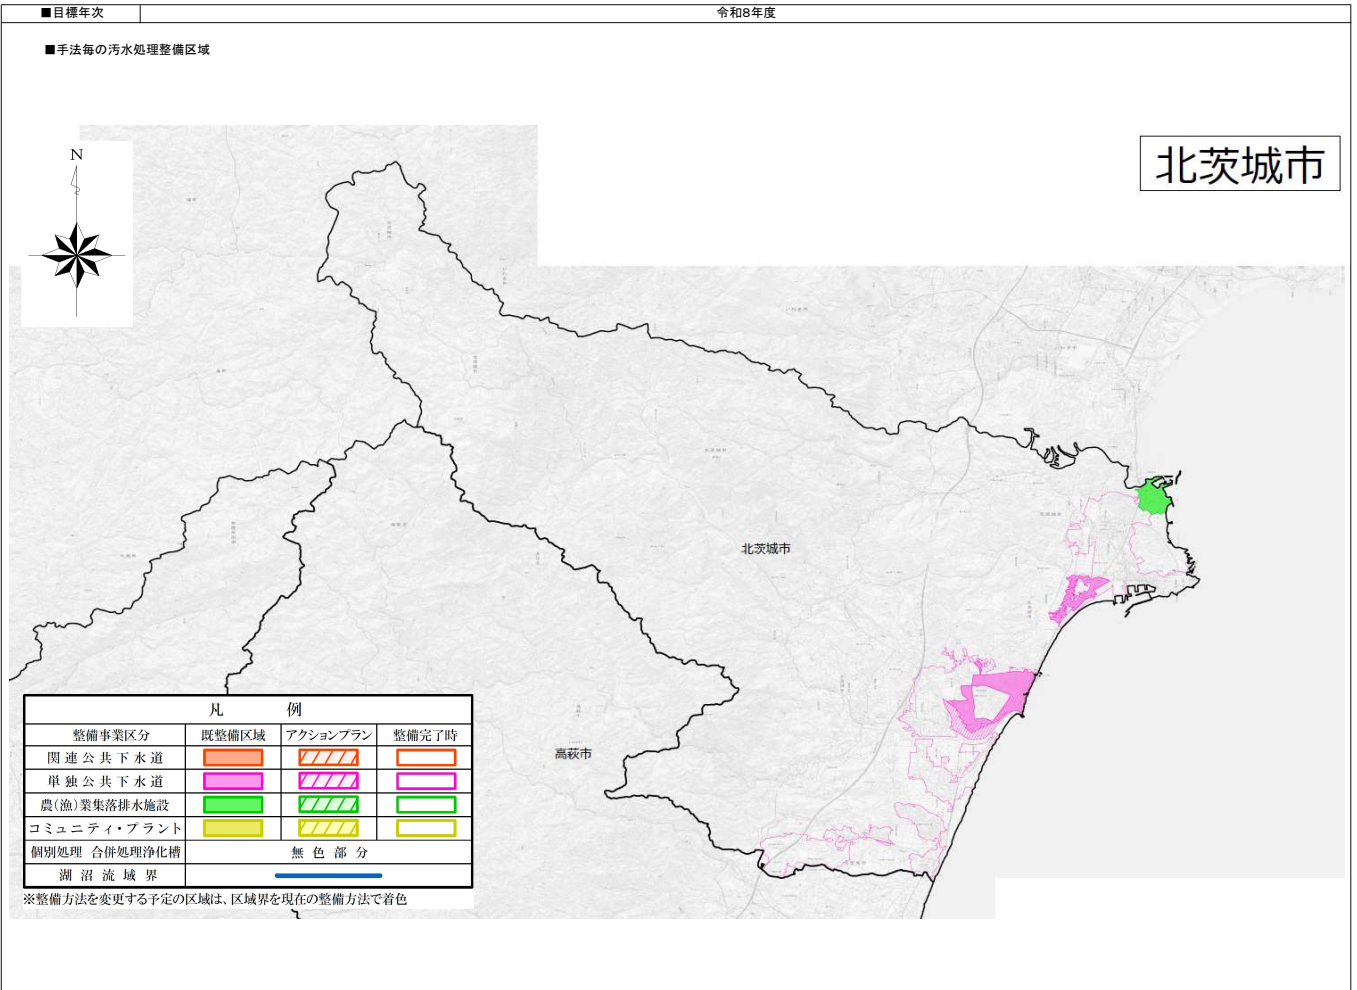 ■目標年次
令和8年度
■手法毎の汚水処理整備区域
北茨城市
N
北茨城市
高萩市
凡 例
整備事業区分 既整備区域 アクションプラン 整備完了時
関連公共下水道
単独公共下水道
農(漁)業集落排水施設
コミュニティ・プラント
個別処理 合併処理浄化槽 無色部分
湖沼流域界
※整備方法を変更する予定の区域は、区域界を現在の整備方法で着色